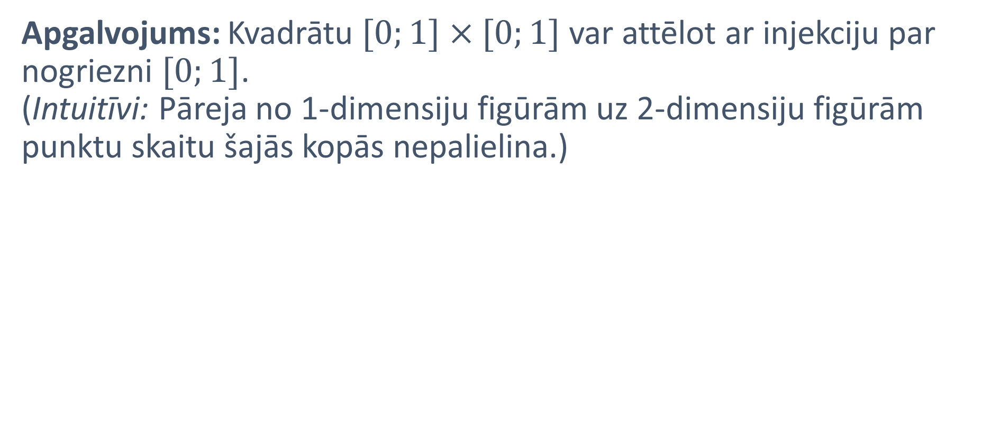 Apgalvojums: Kvadrātu [0; 1] × [0; 1] var attēlot ar injekciju par
nogriezni [0; 1].
(Intuitīvi: Pāreja no 1-dimensiju figūrām uz 2-dimensiju figūrām
punktu skaitu šajās kopās nepalielina.)